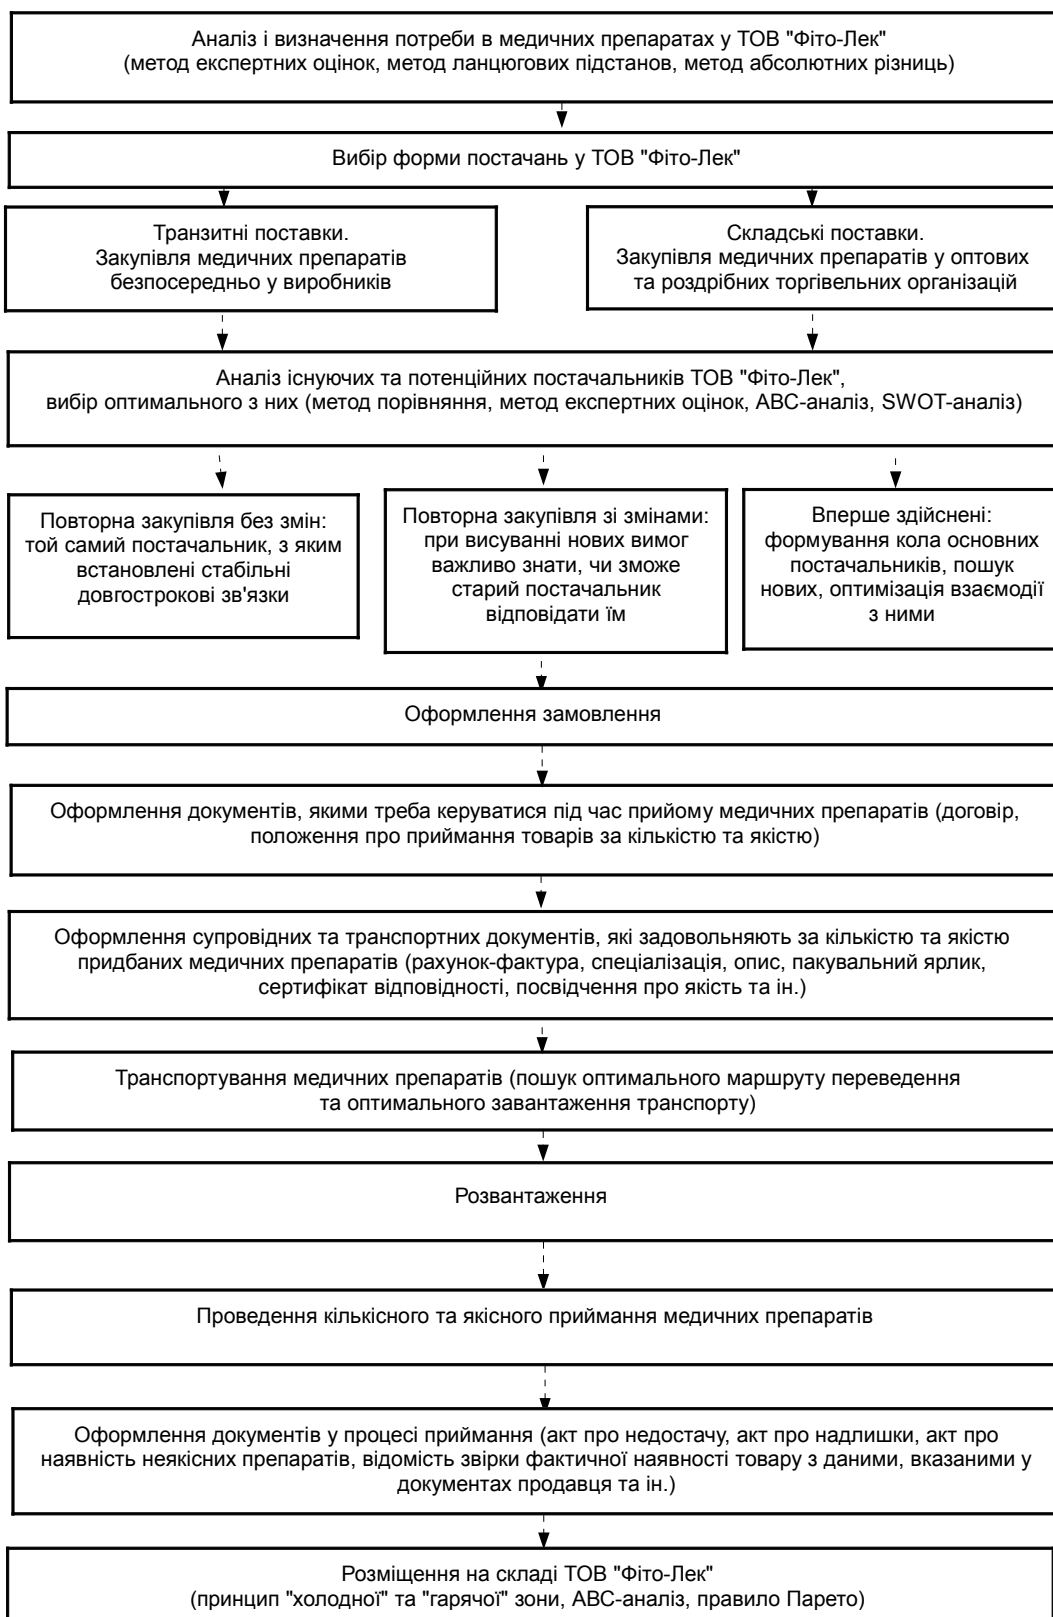 Аналіз і визначення потреби в медичних препаратах у ТОВ "Фіто-Лек"
(метод експертних оцінок, метод ланцюгових підстанов, метод абсолютних різниць)
Вибір форми постачань у ТОВ "Фіто-Лек"
Транзитні поставки.
Закупівля медичних препаратів
безпосередньо у виробників
Складські поставки.
Закупівля медичних препаратів у оптових
та роздрібних торгівельних організацій
Аналіз існуючих та потенційних постачальників ТОВ "Фіто-Лек",
вибір оптимального з них (метод порівняння, метод експертних оцінок, АВС-аналіз, SWOT-аналіз)
Повторна закупівля без змін:
той самий постачальник, з яким
встановлені стабільні
довгострокові зв'язки
Повторна закупівля зі змінами:
при висуванні нових вимог
важливо знати, чи зможе
старий постачальник
відповідати їм
Вперше здійснені:
формування кола основних
постачальників, пошук
нових, оптимізація взаємодії
з ними
Оформлення замовлення
Оформлення документів, якими треба керуватися під час прийому медичних препаратів (договір,
положення про приймання товарів за кількістю та якістю)
Оформлення супровідних та транспортних документів, які задовольняють за кількістю та якістю
придбаних медичних препаратів (рахунок-фактура, спеціалізація, опис, пакувальний ярлик,
сертифікат відповідності, посвідчення про якість та ін.)
Транспортування медичних препаратів (пошук оптимального маршруту переведення
та оптимального завантаження транспорту)
Розвантаження
Проведення кількісного та якісного приймання медичних препаратів
Оформлення документів у процесі приймання (акт про недостачу, акт про надлишки, акт про
наявність неякісних препаратів, відомість звірки фактичної наявності товару з даними, вказаними у
документах продавця та ін.)
Розміщення на складі ТОВ "Фіто-Лек"
(принцип "холодної" та "гарячої" зони, АВС-аналіз, правило Парето)